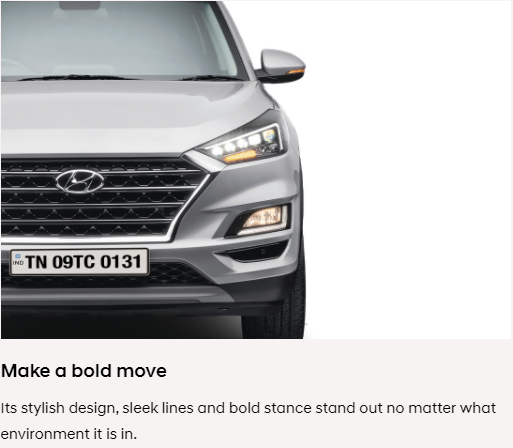 IND TN 09TC 0131
Make a bold move
Its stylish design, sleek lines and bold stance stand out no matter what
environment it is in.